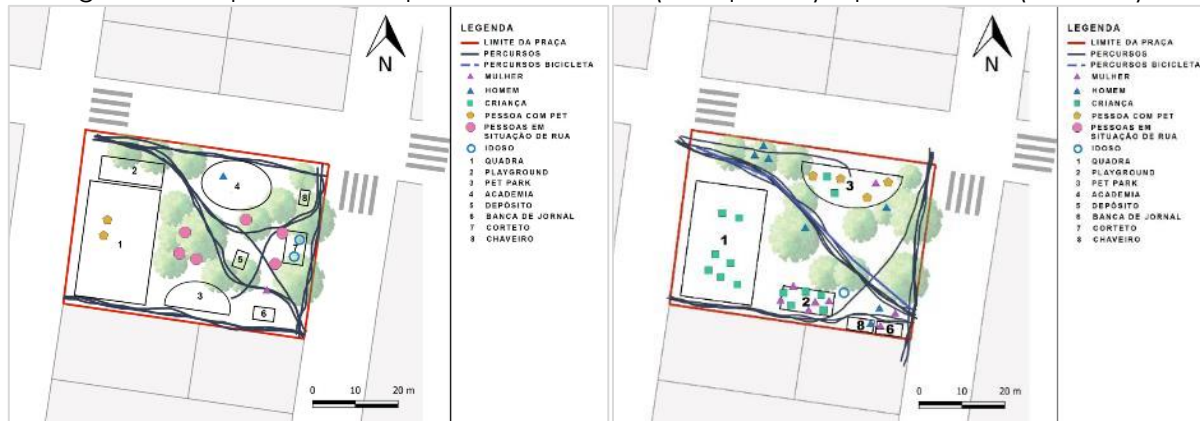 N
LEGENDA
LIMITE DA PRAÇA
PERCURSOS
PERCURSOS BICICLETA
MULHER
HOMEM
CRIANÇA
PESSOA COM PET
PESSOAS EM
SITUAÇÃO DE RUA
IDOSO
1 QUADRA
2 PLAYGROUND
3 PET PARK
4 ACADEMIA
5 DEPÓSITO
6 BANCA DE JORNAL
7 CORTETO
8 CHAVEIRO
2
4
8
1
7
5
3
6
0 10 20 m
N
LEGENDA
LIMITE DA PRAÇA
PERCURSOS
PERCURSOS BICICLETA
MULHER
HOMEM
CRIANÇA
PESSOA COM PET
PESSOAS EM
SITUAÇÃO DE RUA
IDOSO
1 QUADRA
2 PLAYGROUND
3 PET PARK
4 ACADEMIA
5 DEPÓSITO
6 BANCA DE JORNAL
7 CORTETO
8 CHAVEIRO
3
1
2
8 6
0 10 20 m